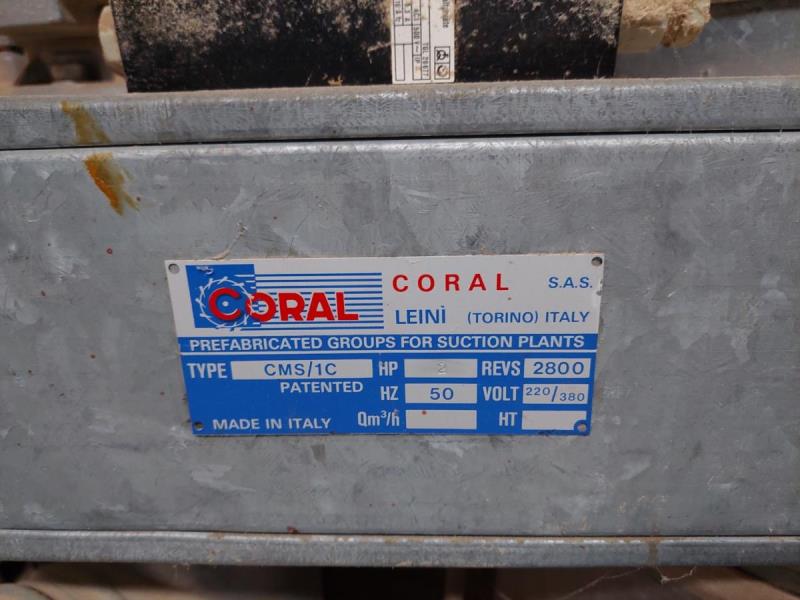 CORAL
CORAL S.A.S.
LEINÌ (TORINO) ITALY
PREFABRICATED GROUPS FOR SUCTION PLANTS
TYPE CMS/1C HP 2 REVS 2800
PATENTED HZ 50 VOLT 220/380
MADE IN ITALY Qm³/h HT